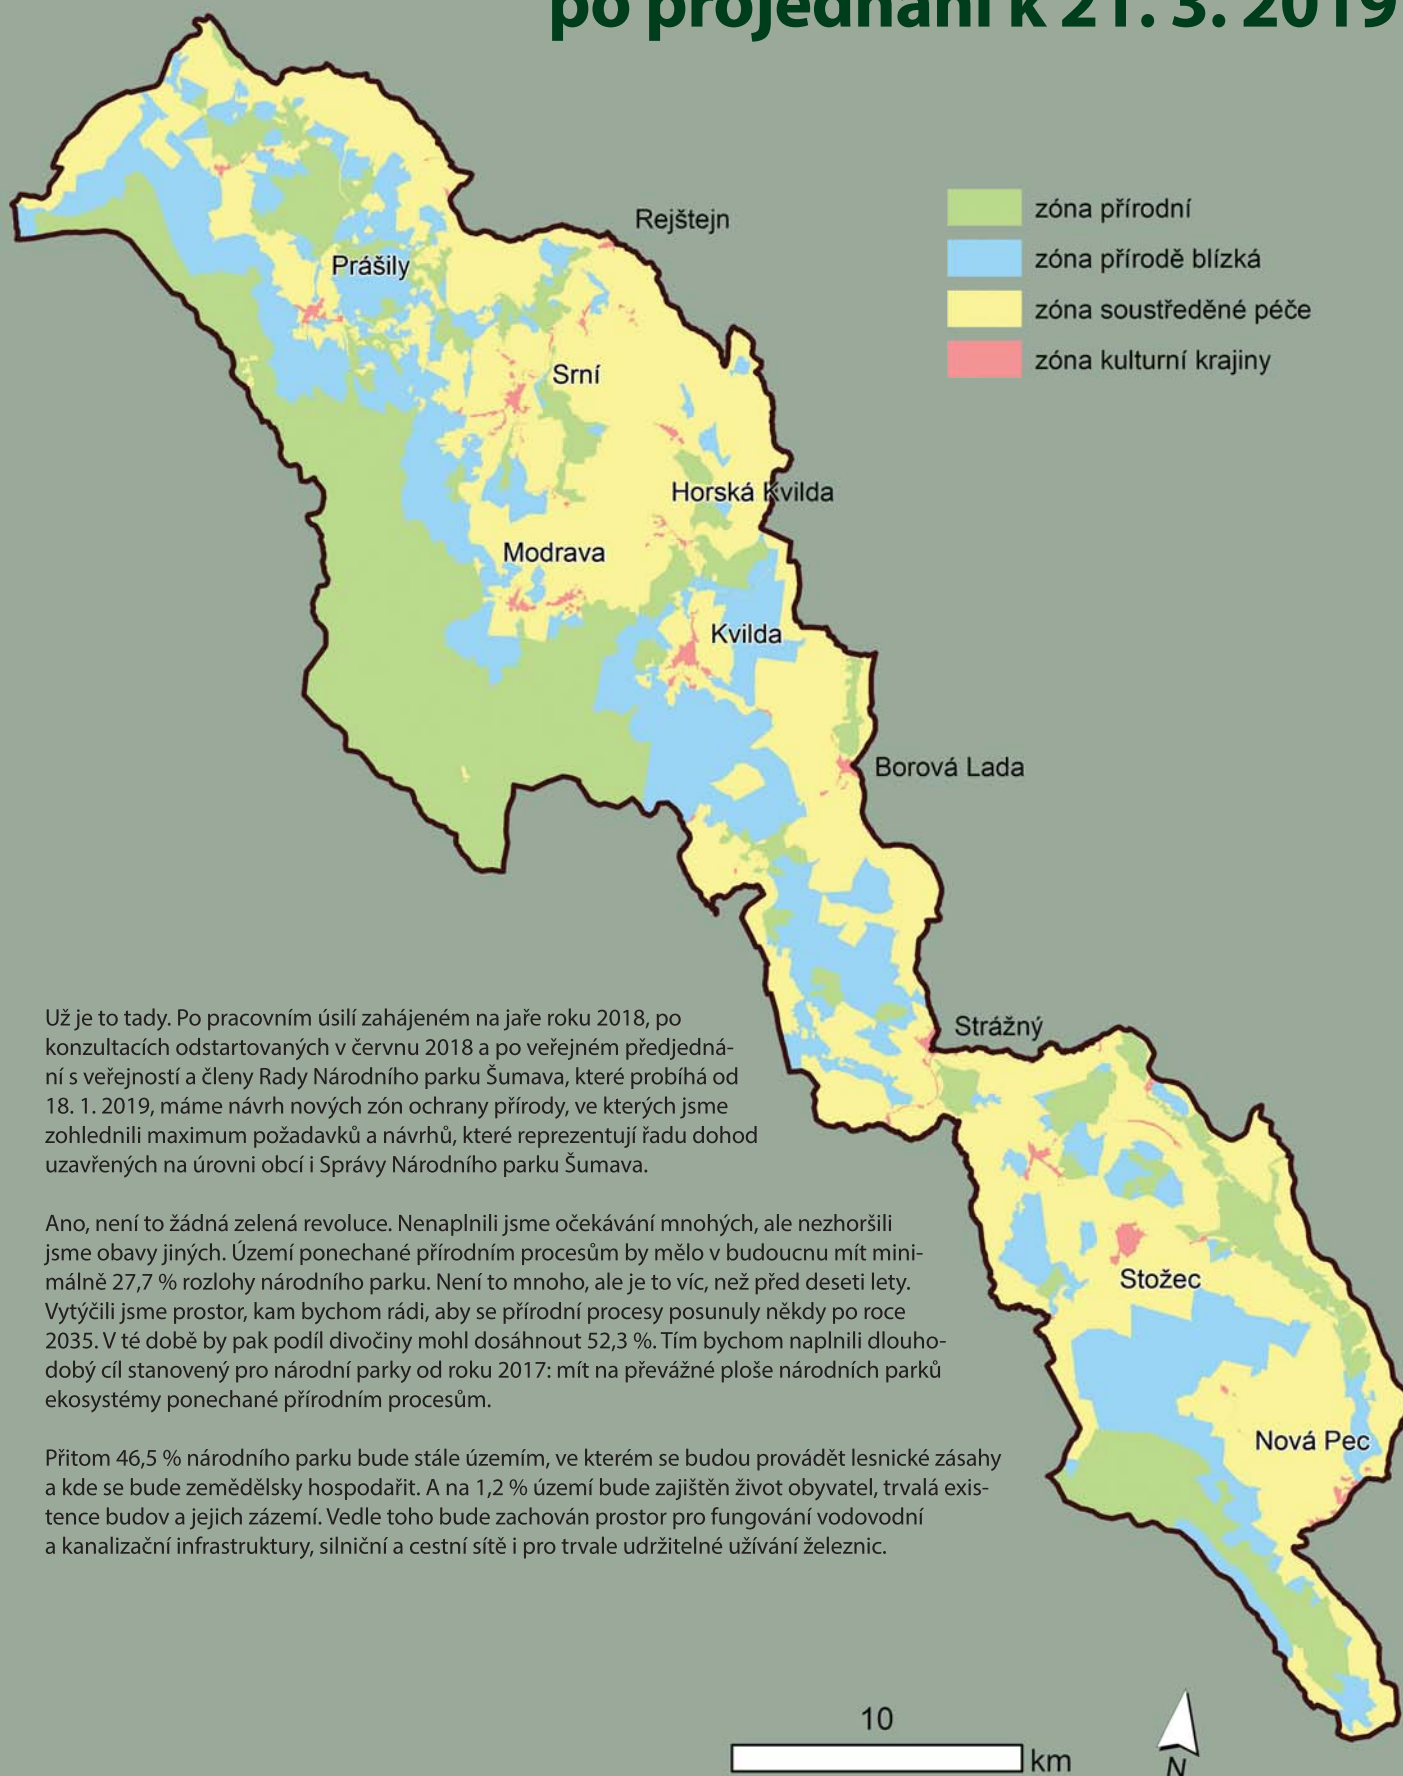 po projednání k 21. 3. 2019
Rejštejn
zóna přírodní
zóna přírodě blízká
zóna soustředěné péče
zóna kulturní krajiny
Prášily
Srní
Horská Kvilda
Modrava
Kvilda
Borová Lada
Strážný
Stožec
Nová Pec
Už je to tady. Po pracovním úsilí zahájeném na jaře roku 2018, po
konzultacích odstartovaných v červnu 2018 a po veřejném předjedná-
ní s veřejností a členy Rady Národního parku Šumava, které probíhá od
18. 1. 2019, máme návrh nových zón ochrany přírody, ve kterých jsme
zohlednili maximum požadavků a návrhů, které reprezentují řadu dohod
uzavřených na úrovni obcí i Správy Národního parku Šumava.
Ano, není to žádná zelená revoluce. Nenaplnili jsme očekávání mnohých, ale nezhoršili
jsme obavy jiných. Území ponechané přírodním procesům by mělo v budoucnu mít mini-
málně 27,7 % rozlohy národního parku. Není to mnoho, ale je to víc, než před deseti lety.
Vytýčili jsme prostor, kam bychom rádi, aby se přírodní procesy posunuly někdy po roce
2035. V té době by pak podíl divočiny mohl dosáhnout 52,3 %. Tím bychom naplnili dlouho-
dobý cíl stanovený pro národní parky od roku 2017: mít na převážné ploše národních parků
ekosystémy ponechané přírodním procesům.
Přitom 46,5 % národního parku bude stále územím, ve kterém se budou provádět lesnické zásahy
a kde se bude zemědělsky hospodařit. A na 1,2 % území bude zajištěn život obyvatel, trvalá exis-
tence budov a jejich zázemí. Vedle toho bude zachován prostor pro fungování vodovodní
a kanalizační infrastruktury, silniční a cestní sítě i pro trvale udržitelné užívání železnic.
10
km
N